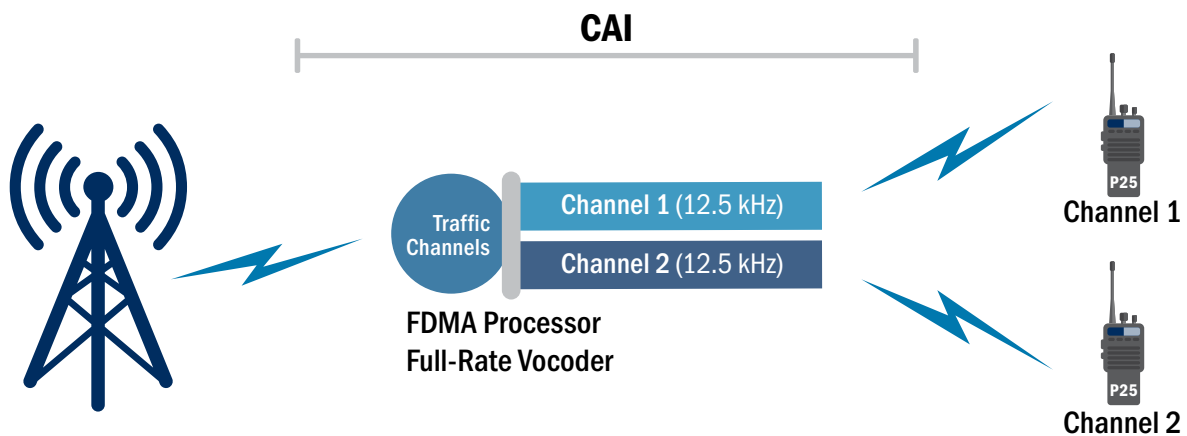 CAI
Traffic
Channels
Channel 1 (12.5 kHz)
Channel 2 (12.5 kHz)
FDMA Processor
Full-Rate Vocoder
P25
Channel 1
P25
Channel 2